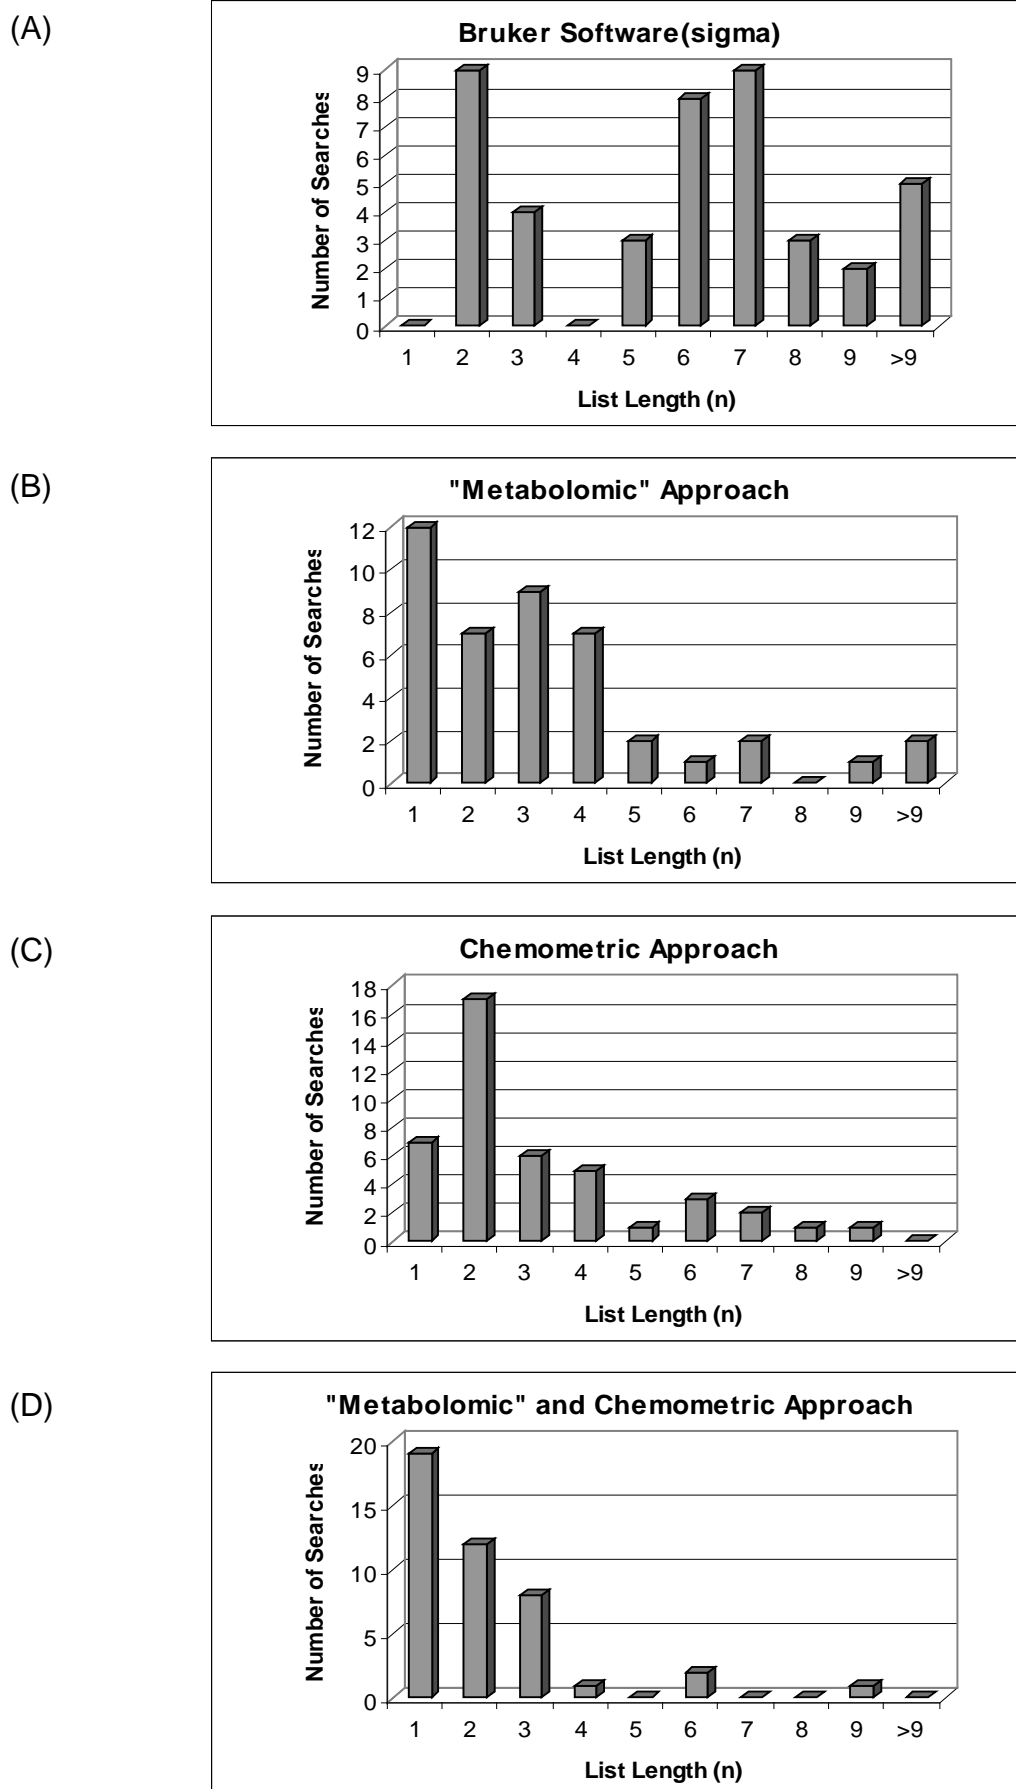 (A)
Bruker Software(sigma)
Number of Searches
9
8
7
6
5
4
3
2
1
0
1 2 3 4 5 6 7 8 9 >9
List Length (n)
(B)
"Metabolomic" Approach
Number of Searches
12
10
8
6
4
2
0
1 2 3 4 5 6 7 8 9 >9
List Length (n)
(C)
Chemometric Approach
Number of Searches
18
16
14
12
10
8
6
4
2
0
1 2 3 4 5 6 7 8 9 >9
List Length (n)
(D)
"Metabolomic" and Chemometric Approach
Number of Searches
20
15
10
5
0
1 2 3 4 5 6 7 8 9 >9
List Length (n)